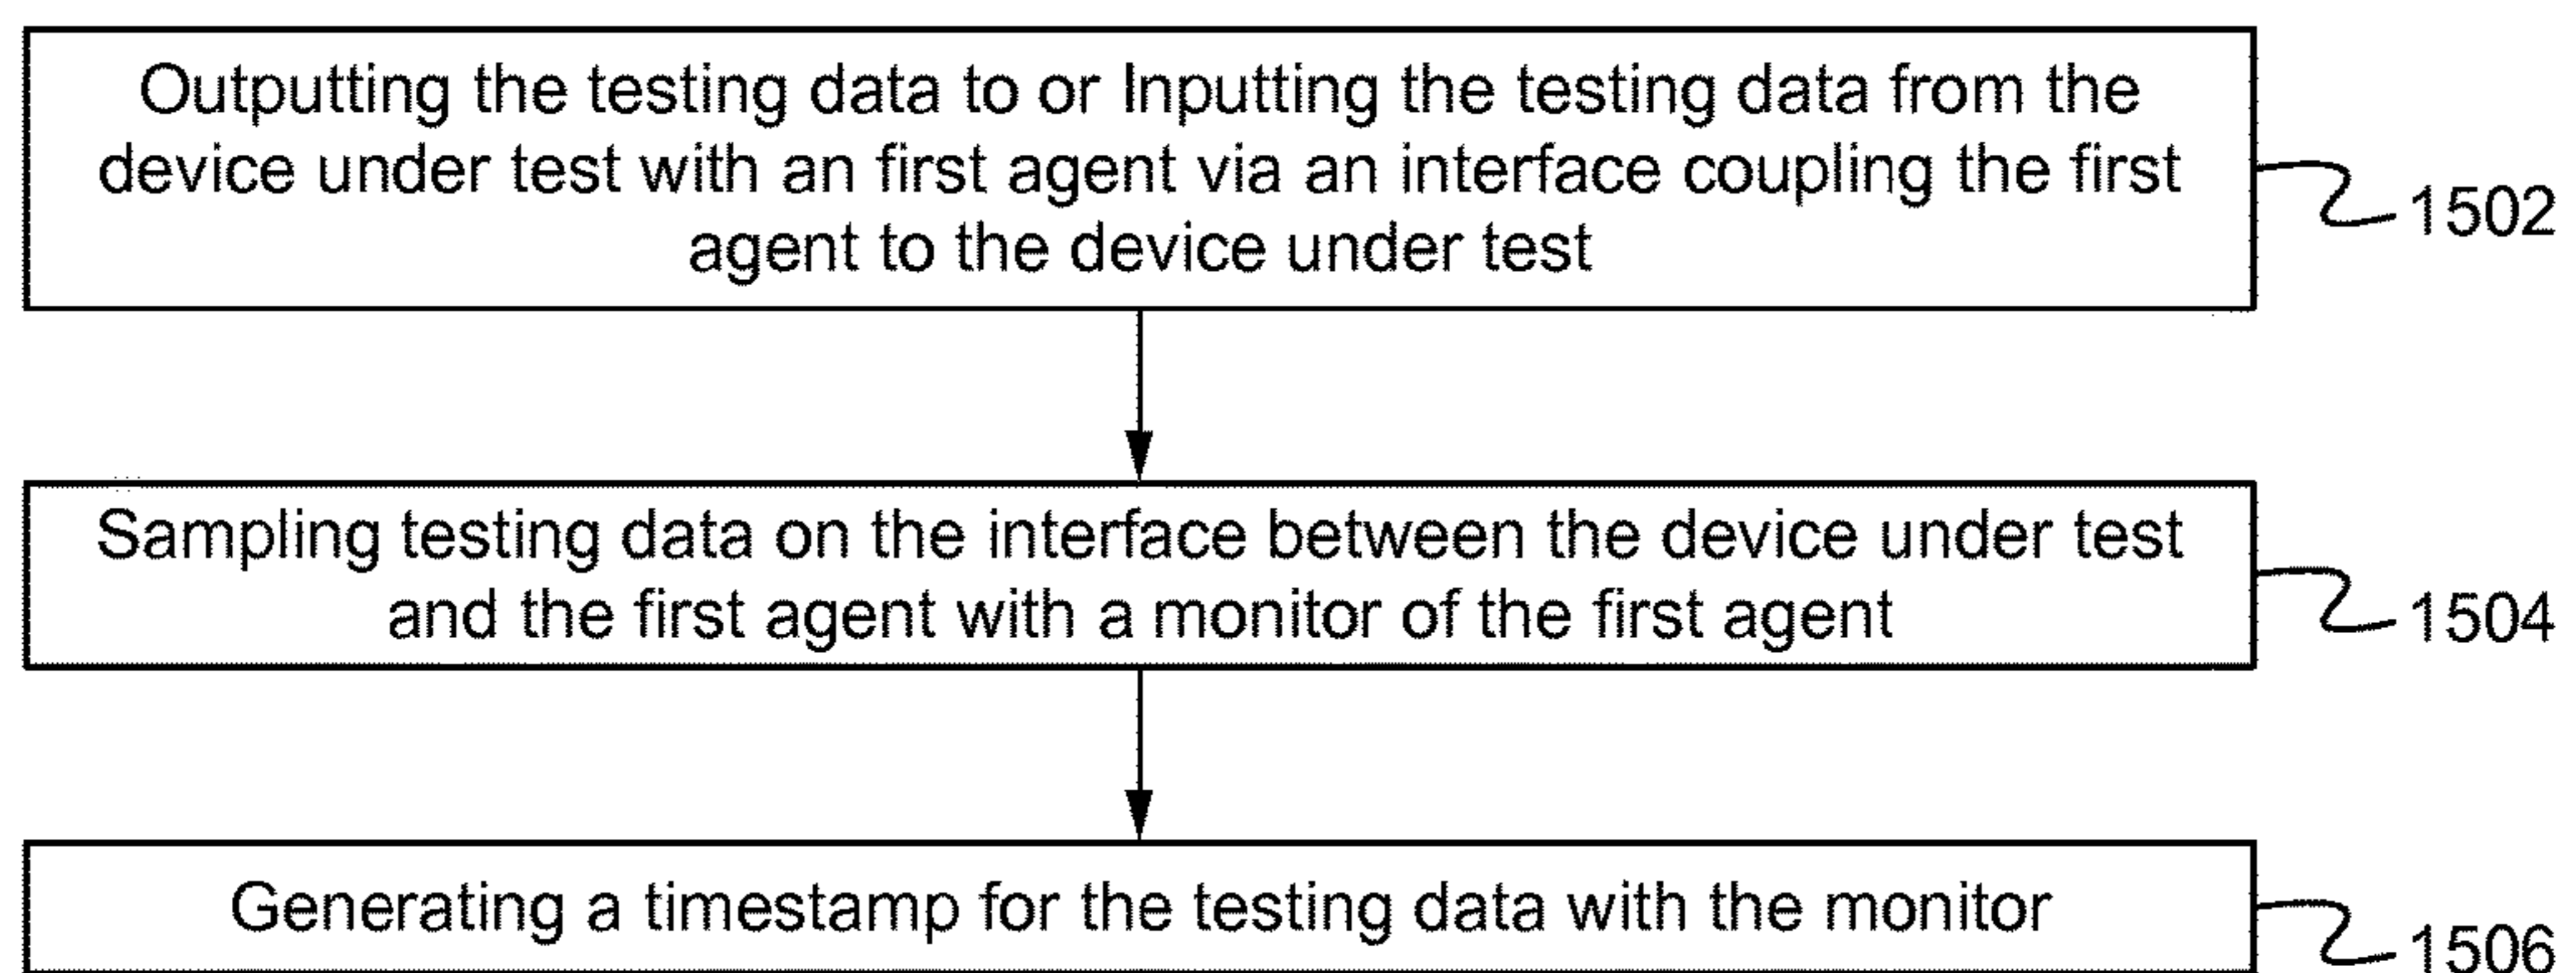 Outputting the testing data to or Inputting the testing data from the
device under test with an first agent via an interface coupling the first
agent to the device under test
1502
Sampling testing data on the interface between the device under test
and the first agent with a monitor of the first agent
1504
Generating a timestamp for the testing data with the monitor
1506